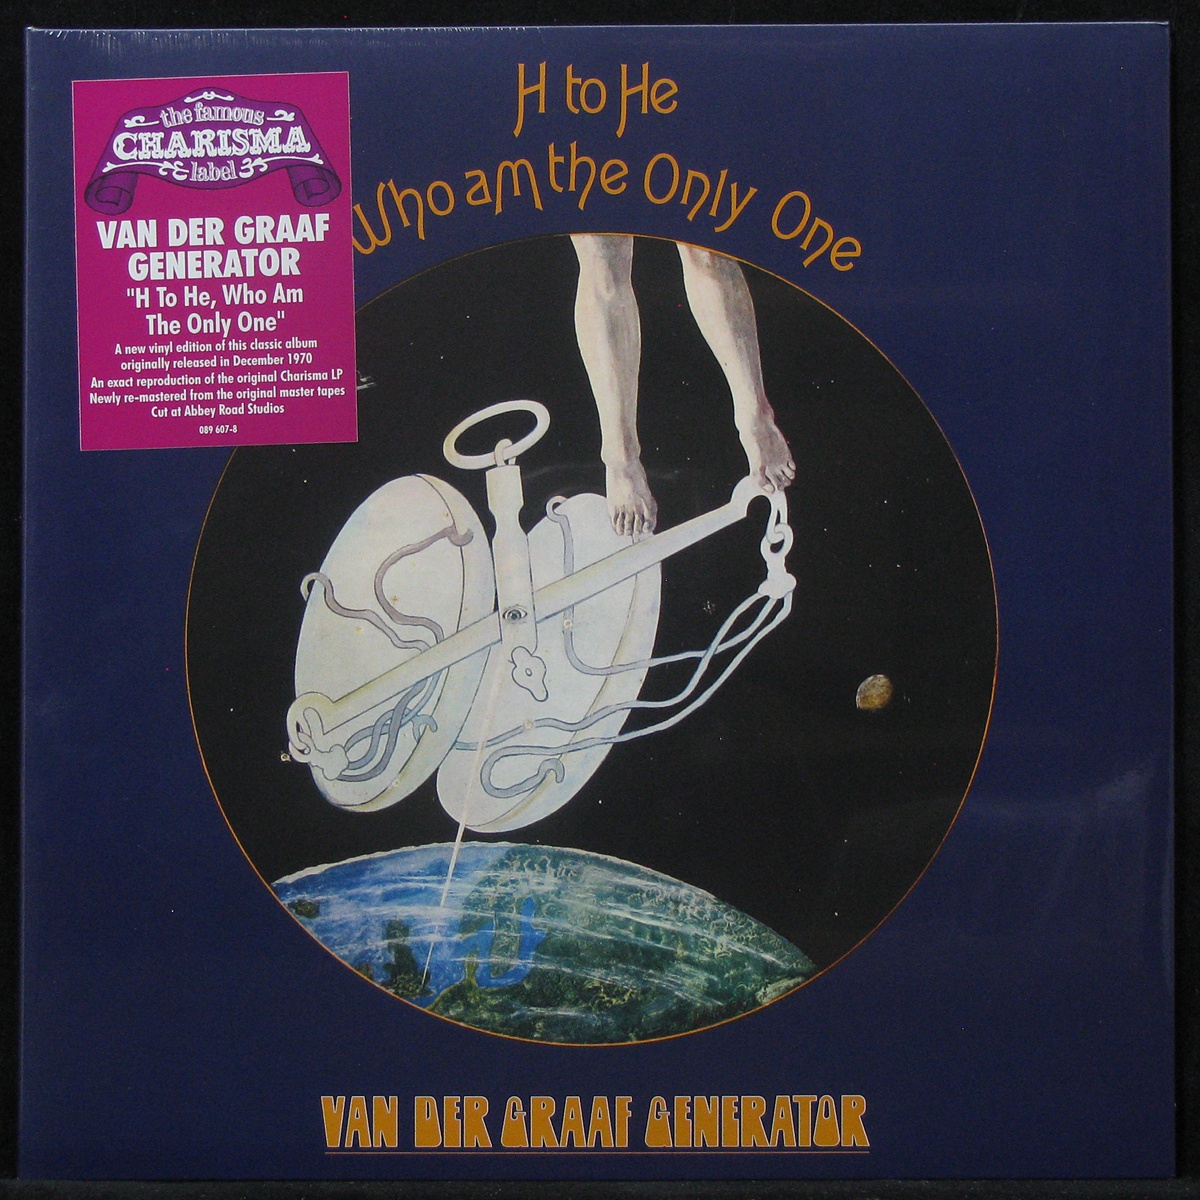 H to He
Who am the Only One
the famous
CHARISMA
label
VAN DER GRAAF
GENERATOR
"H To He, Who Am
The Only One"
A new vinyl edition of this classic album
originally released in December 1970
An exact reproduction of the original Charisma LP
Newly re-mastered from the original master tapes
Cut at Abbey Road Studios
089 607-8
VAN DER GRAAF GENERATOR